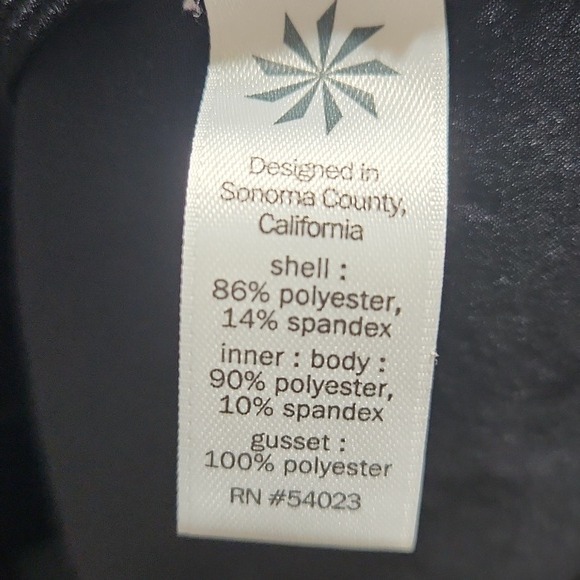 Designed in
Sonoma County,
California
shell :
86% polyester,
14% spandex
inner : body :
90% polyester,
10% spandex
gusset :
100% polyester
RN #54023